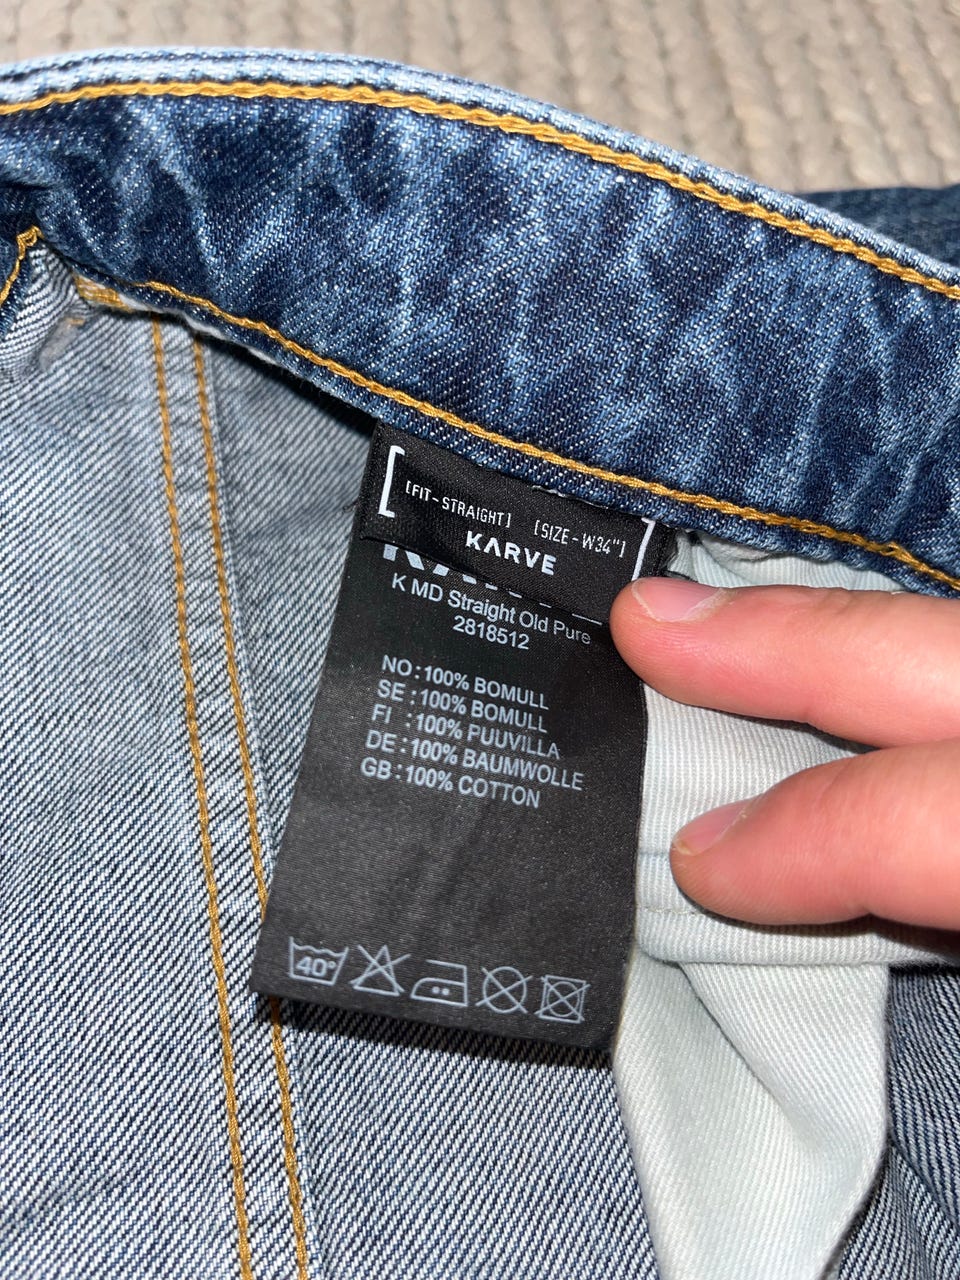 [FIT-STRAIGHT] [SIZE-W34"]
KARVE
K MD Straight Old Pure
2818512
NO:100% BOMULL
SE:100% BOMULL
FI :100% PUUVILLA
DE:100% BAUMWOLLE
GB:100% COTTON
40°